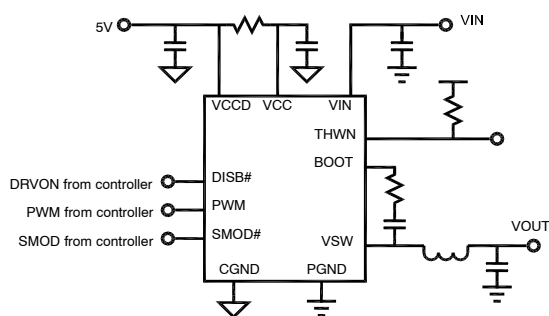 5V
VIN
VCCD VCC VIN
THWN
BOOT
DRVON from controller DISB#
PWM from controller PWM
SMOD from controller SMOD#
VSW
VOUT
CGND PGND